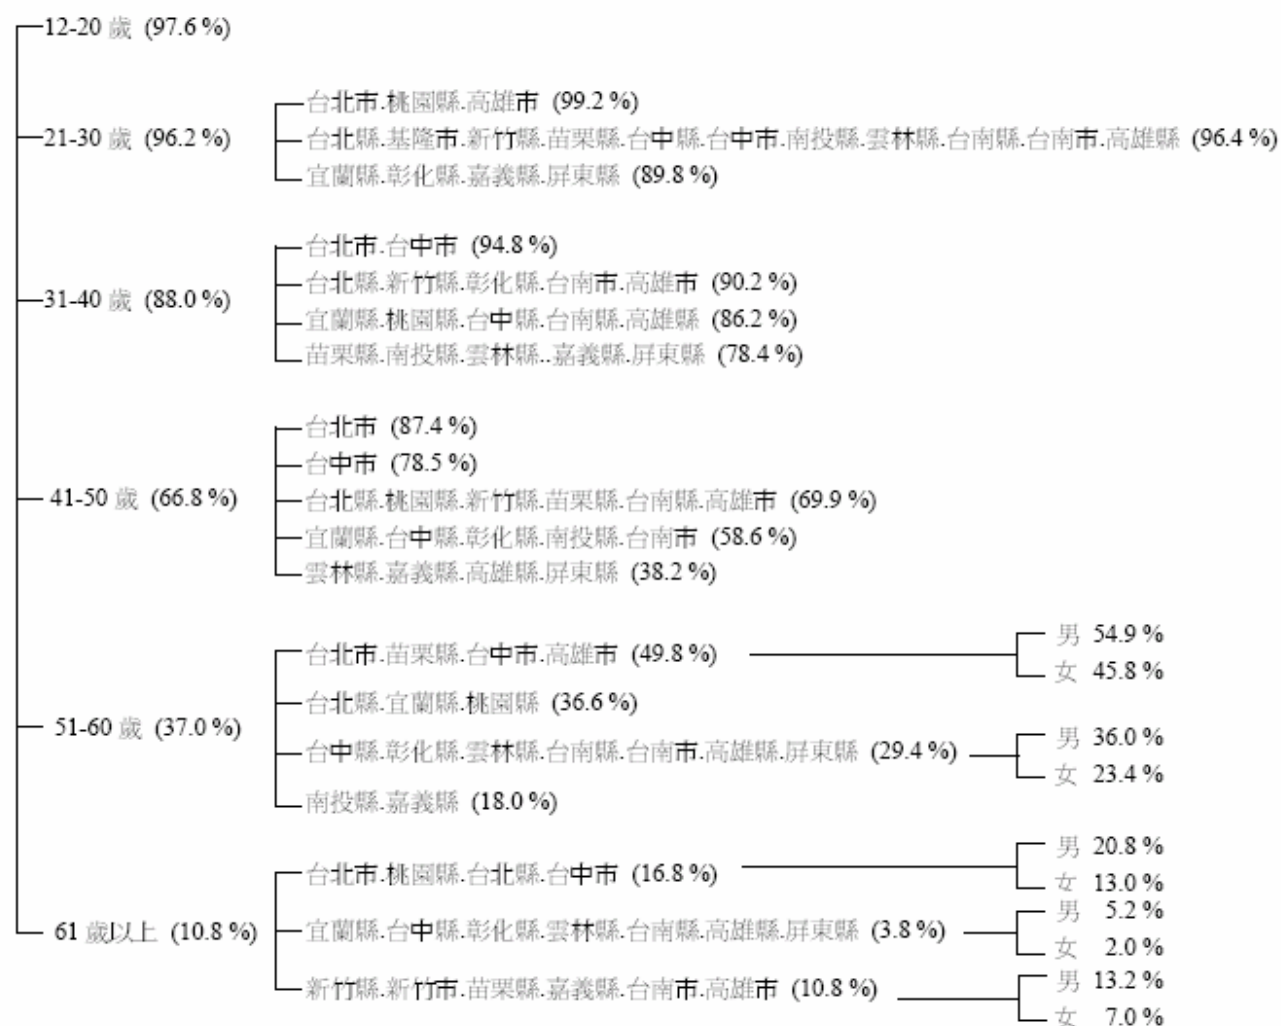 12-20 歲 (97.6 %)
21-30 歲 (96.2 %)
台北市.桃園縣.高雄市 (99.2 %)
台北縣.基隆市.新竹縣.苗栗縣.台中縣.台中市.南投縣.雲林縣.台南縣.台南市.高雄縣 (96.4 %)
宜蘭縣.彰化縣.嘉義縣.屏東縣 (89.8 %)
31-40 歲 (88.0 %)
台北市.台中市 (94.8 %)
台北縣.新竹縣.彰化縣.台南市.高雄市 (90.2 %)
宜蘭縣.桃園縣.台中縣.台南縣.高雄縣 (86.2 %)
苗栗縣.南投縣.雲林縣..嘉義縣.屏東縣 (78.4 %)
41-50 歲 (66.8 %)
台北市 (87.4 %)
台中市 (78.5 %)
台北縣.桃園縣.新竹縣.苗栗縣.台南縣.高雄市 (69.9 %)
宜蘭縣.台中縣.彰化縣.南投縣.台南市 (58.6 %)
雲林縣.嘉義縣.高雄縣.屏東縣 (38.2 %)
51-60 歲 (37.0 %)
台北市.苗栗縣.台中市.高雄市 (49.8 %)
男 54.9 %
女 45.8 %
台北縣.宜蘭縣.桃園縣 (36.6 %)
台中縣.彰化縣.雲林縣.台南縣.台南市.高雄縣.屏東縣 (29.4 %)
男 36.0 %
女 23.4 %
南投縣.嘉義縣 (18.0 %)
61 歲以上 (10.8 %)
台北市.桃園縣.台北縣.台中市 (16.8 %)
男 20.8 %
女 13.0 %
宜蘭縣.台中縣.彰化縣.雲林縣.台南縣.高雄縣.屏東縣 (3.8 %)
男 5.2 %
女 2.0 %
新竹縣.新竹市.苗栗縣.嘉義縣.台南市.高雄市 (10.8 %)
男 13.2 %
女 7.0 %